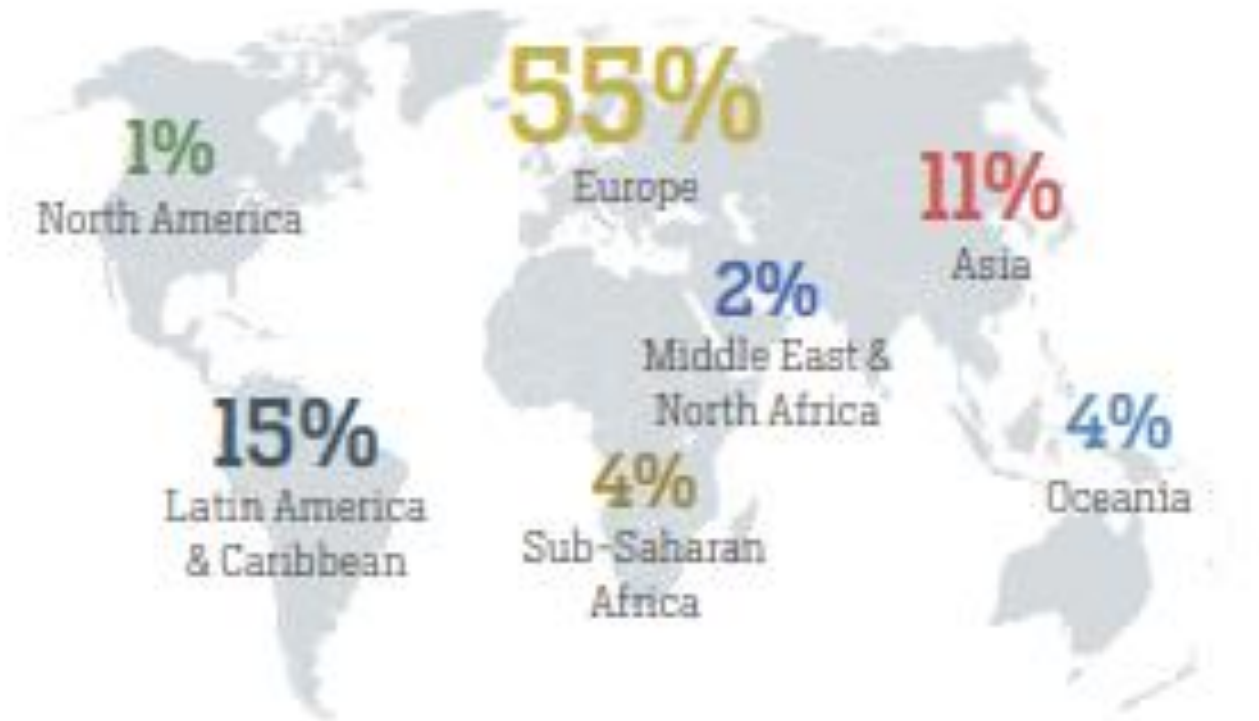 55%
Europe
1%
North America
11%
Asia
2%
Middle East &
North Africa
15%
Latin America
& Caribbean
4%
Sub-Saharan
Africa
4%
Oceania